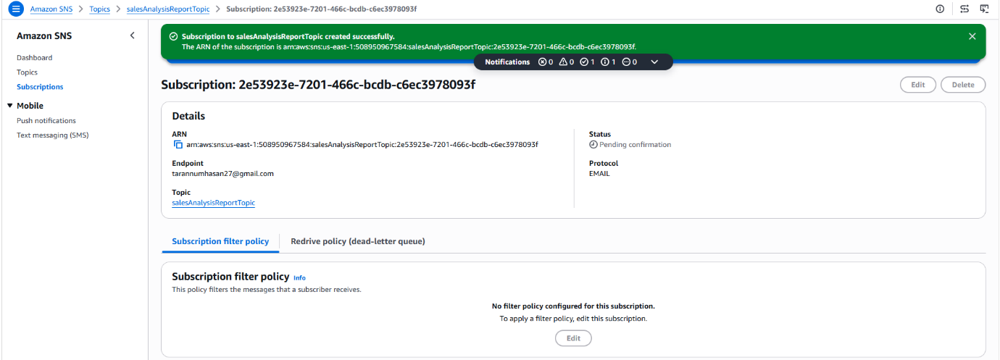 Amazon SNS > Topics > salesAnalysisReportTopic > Subscription: 2e53923e-7201-466c-bcdb-c6ec3978093f
Amazon SNS
Dashboard
Topics
Subscriptions
Mobile
Push notifications
Text messaging (SMS)
Subscription to salesAnalysisReportTopic created successfully.
The ARN of the subscription is arn:aws:sns:us-east-1:508950967584:salesAnalysisReportTopic:2e53923e-7201-466c-bcdb-c6ec3978093f.
Notifications 0 0 1 1 0
Subscription: 2e53923e-7201-466c-bcdb-c6ec3978093f
Edit Delete
Details
ARN
arn:aws:sns:us-east-1:508950967584:salesAnalysisReportTopic:2e53923e-7201-466c-bcdb-c6ec3978093f
Endpoint
tarannumhasan27@gmail.com
Topic
salesAnalysisReportTopic
Status
Pending confirmation
Protocol
EMAIL
Subscription filter policy Redrive policy (dead-letter queue)
Subscription filter policy Info
This policy filters the messages that a subscriber receives.
No filter policy configured for this subscription.
To apply a filter policy, edit this subscription.
Edit